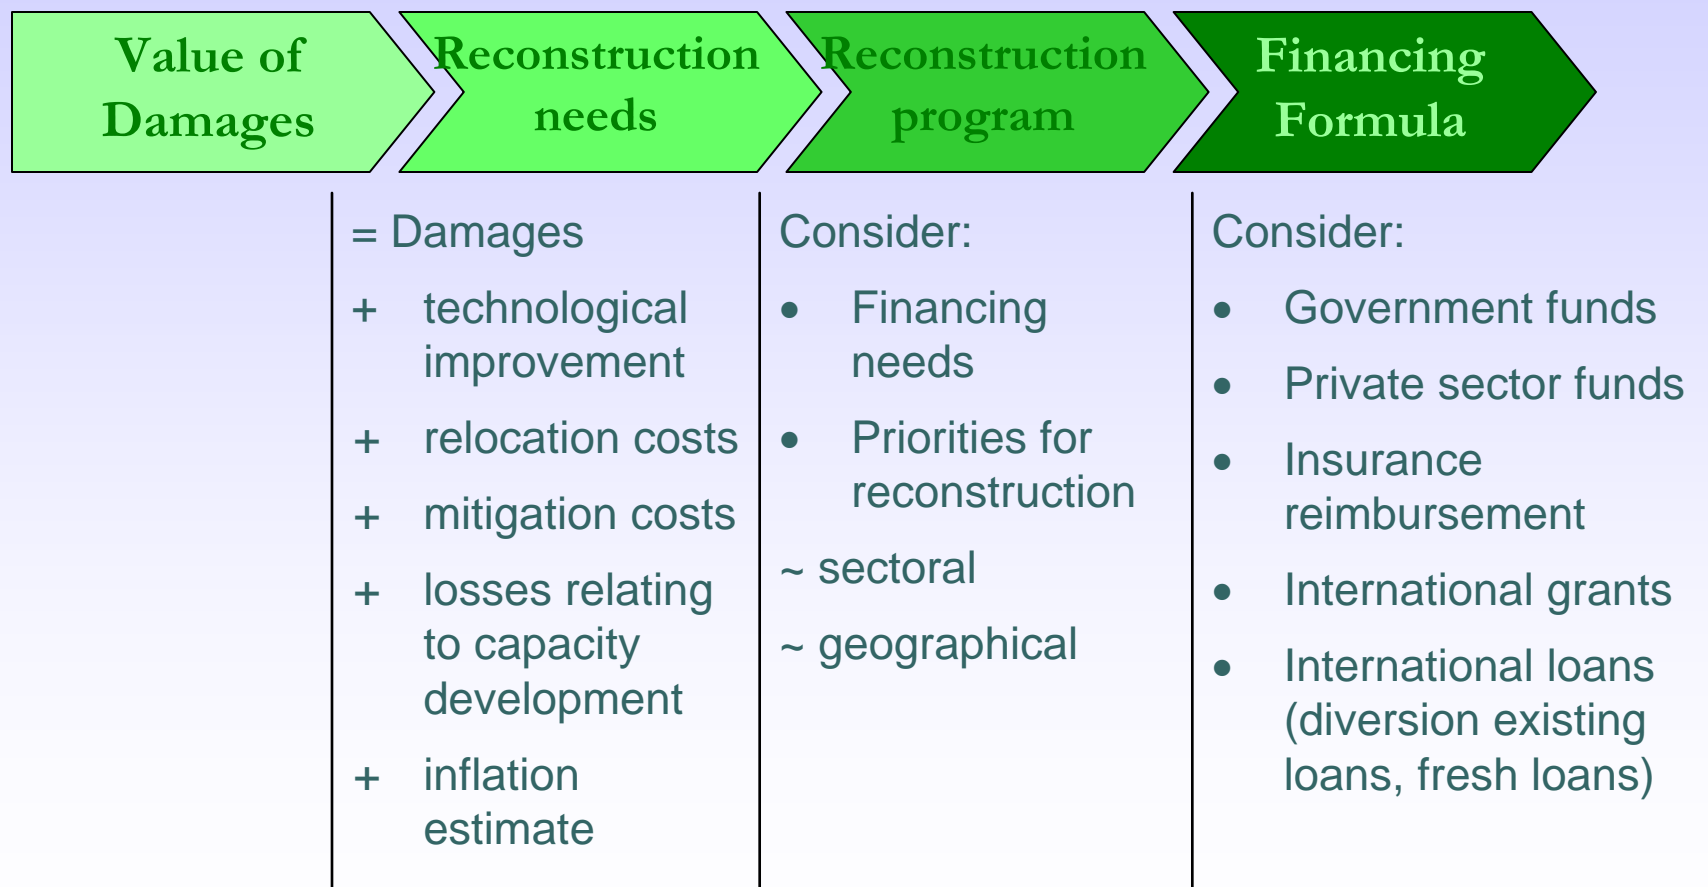 Value of
Damages
Reconstruction
needs
Reconstruction
program
Financing
Formula
= Damages
+ technological
improvement
+ relocation costs
+ mitigation costs
+ losses relating
to capacity
development
+ inflation
estimate
Consider:
• Financing
needs
• Priorities for
reconstruction
~ sectoral
~ geographical
Consider:
• Government funds
• Private sector funds
• Insurance
reimbursement
• International grants
• International loans
(diversion existing
loans, fresh loans)